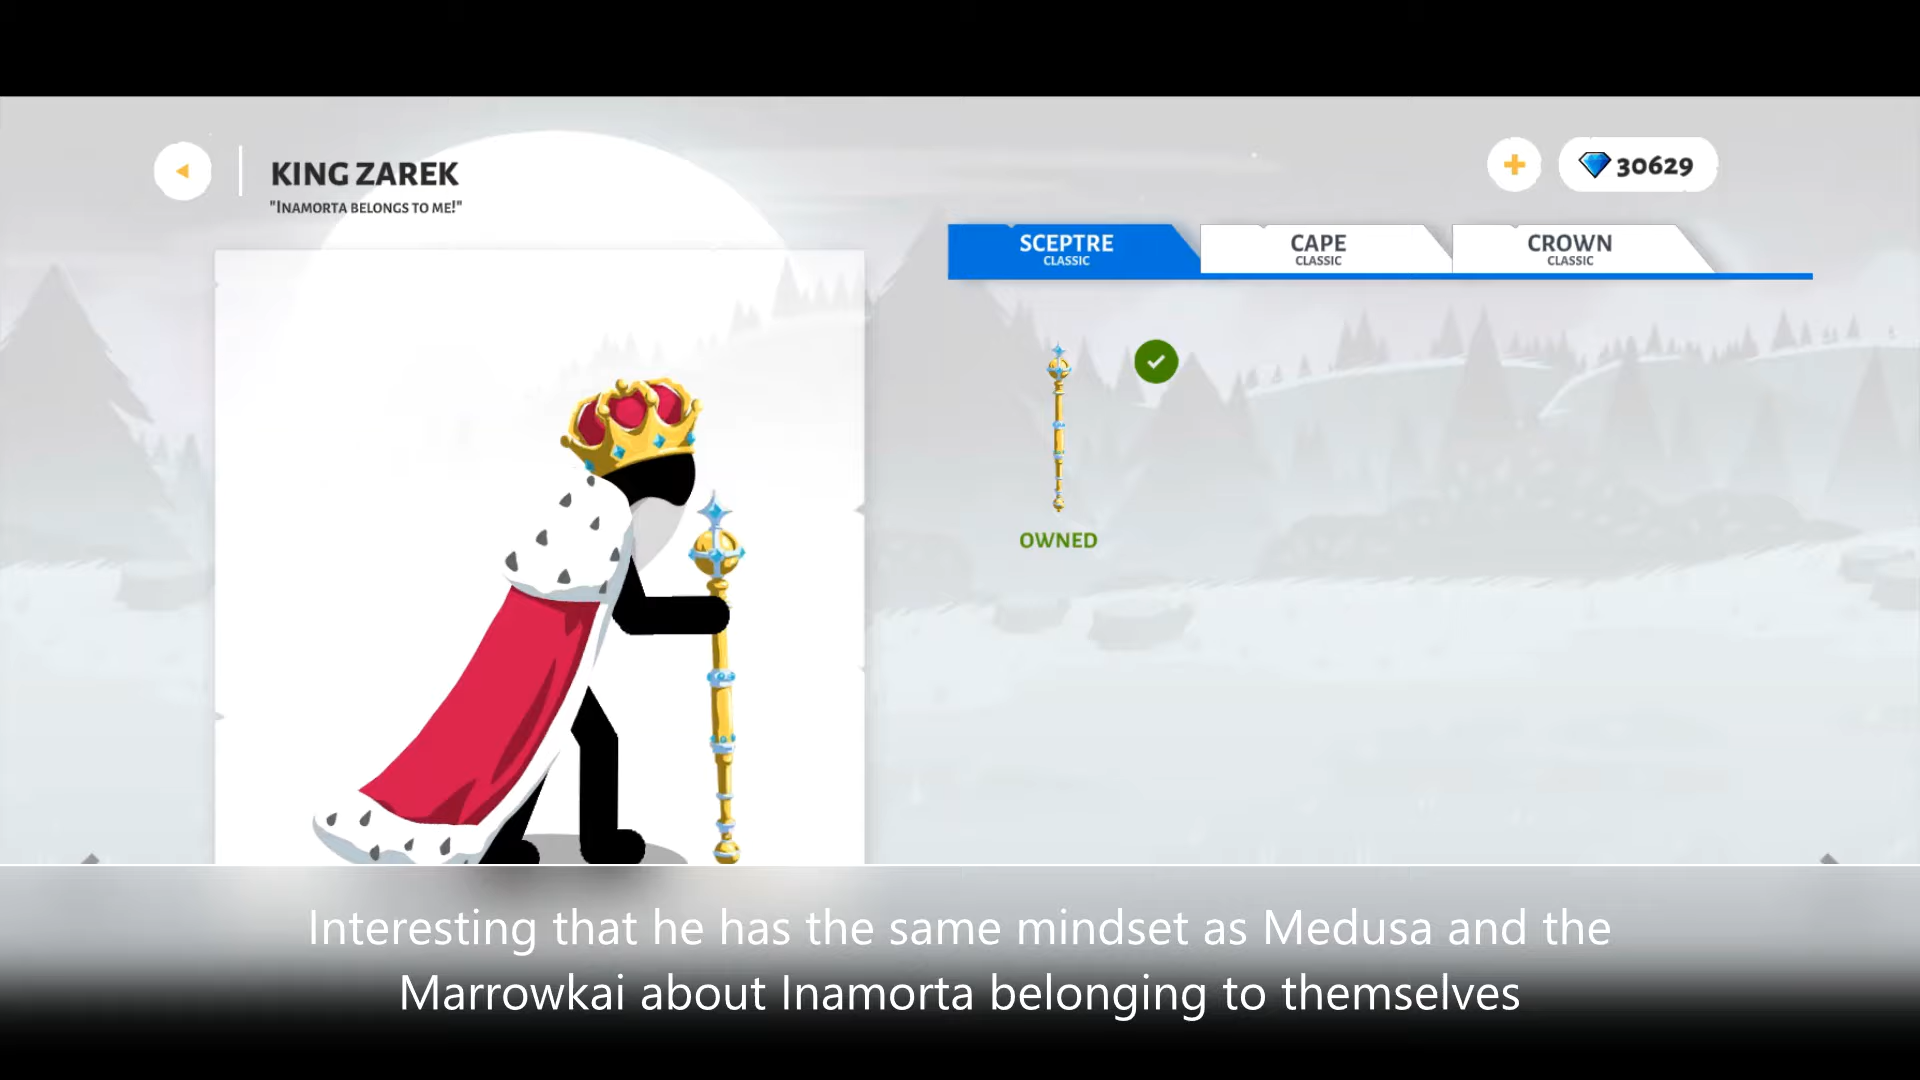 KING ZAREK
"INAMORTA BELONGS TO ME!"
30629
SCEPTRE
CLASSIC
CAPE
CLASSIC
CROWN
CLASSIC
OWNED
Interesting that he has the same mindset as Medusa and the
Marrowkai about Inamorta belonging to themselves